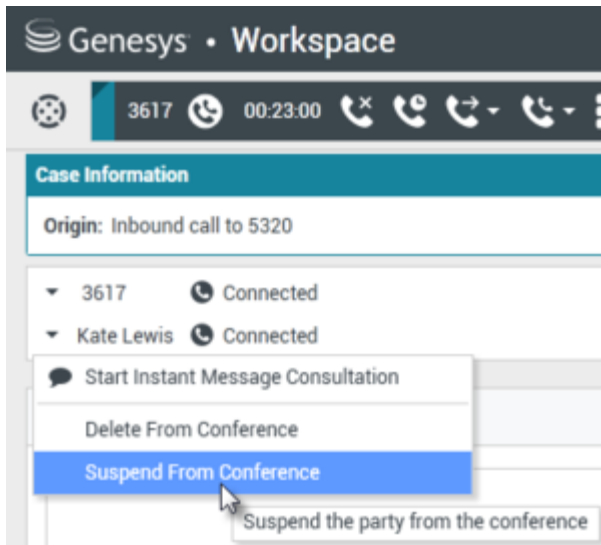 Genesys • Workspace
3617 00:23:00
Case Information
Origin: Inbound call to 5320
3617 Connected
Kate Lewis Connected
Start Instant Message Consultation
Delete From Conference
Suspend From Conference
Suspend the party from the conference